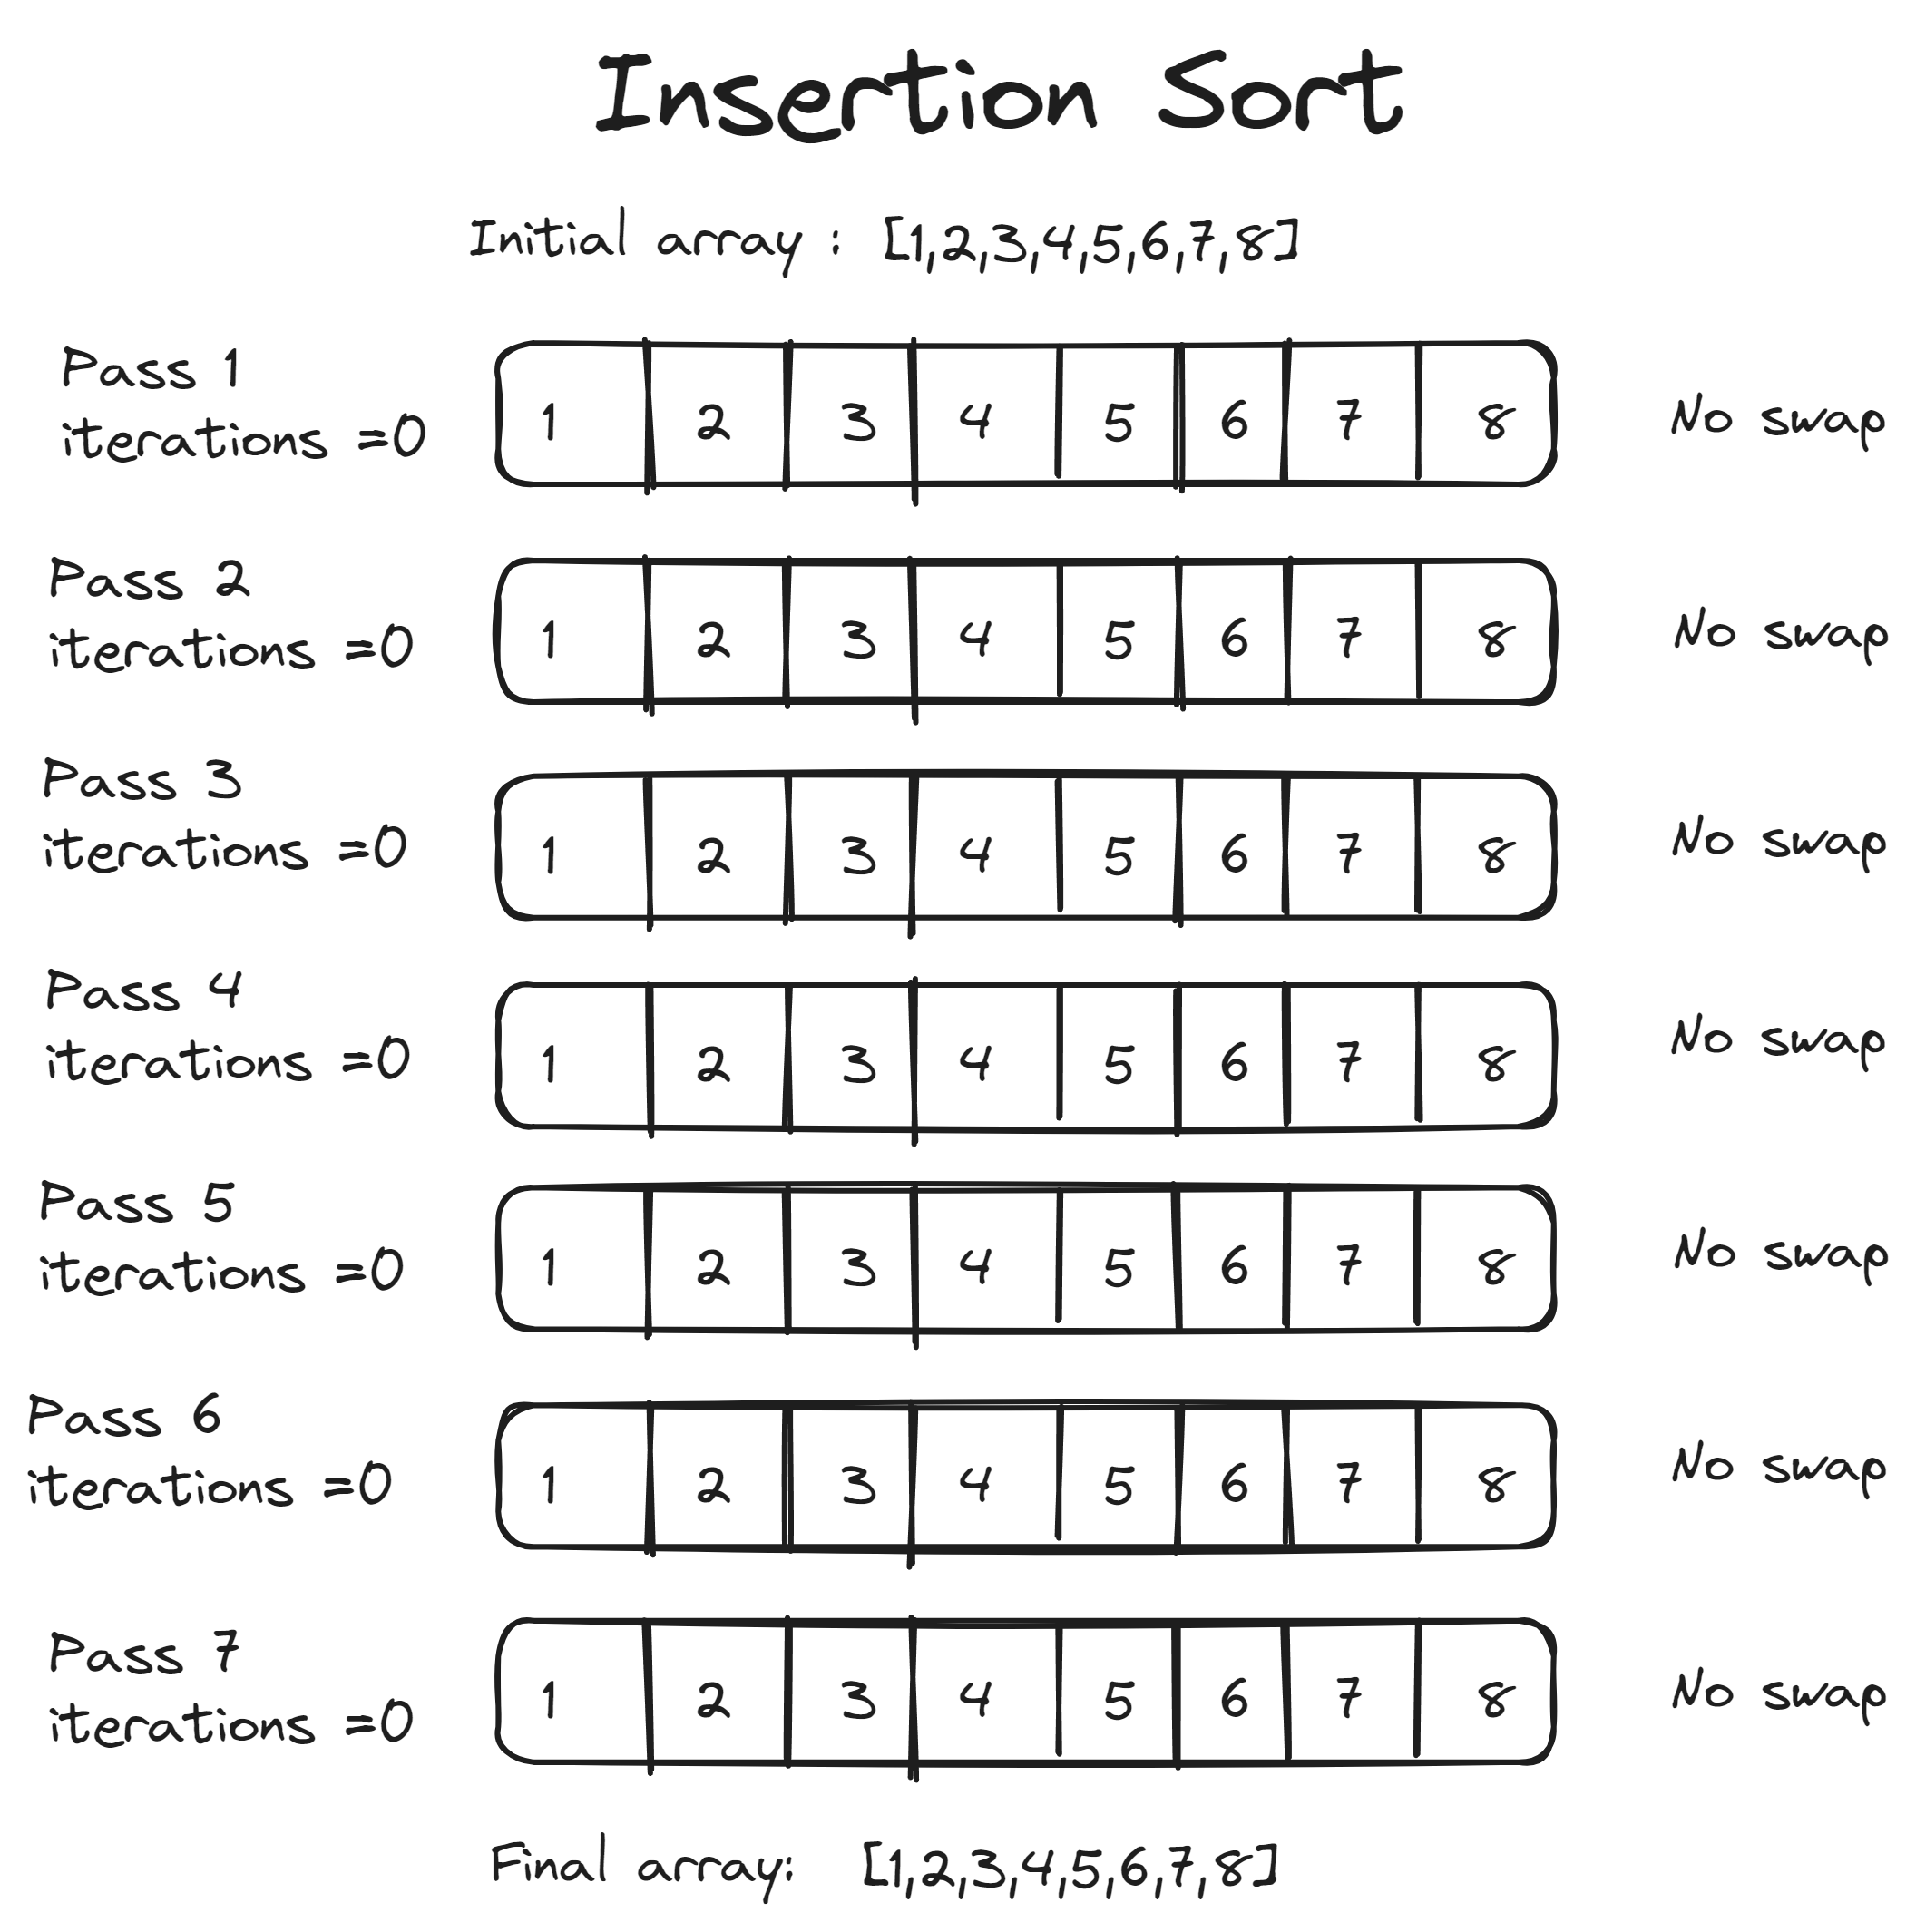 Insertion Sort
Initial array : [1,2,3,4,5,6,7,8]
Pass 1
iterations =0
1 2 3 4 5 6 7 8
No swap
Pass 2
iterations =0
1 2 3 4 5 6 7 8
No swap
Pass 3
iterations =0
1 2 3 4 5 6 7 8
No swap
Pass 4
iterations =0
1 2 3 4 5 6 7 8
No swap
Pass 5
iterations =0
1 2 3 4 5 6 7 8
No swap
Pass 6
iterations =0
1 2 3 4 5 6 7 8
No swap
Pass 7
iterations =0
1 2 3 4 5 6 7 8
No swap
Final array: [1,2,3,4,5,6,7,8]